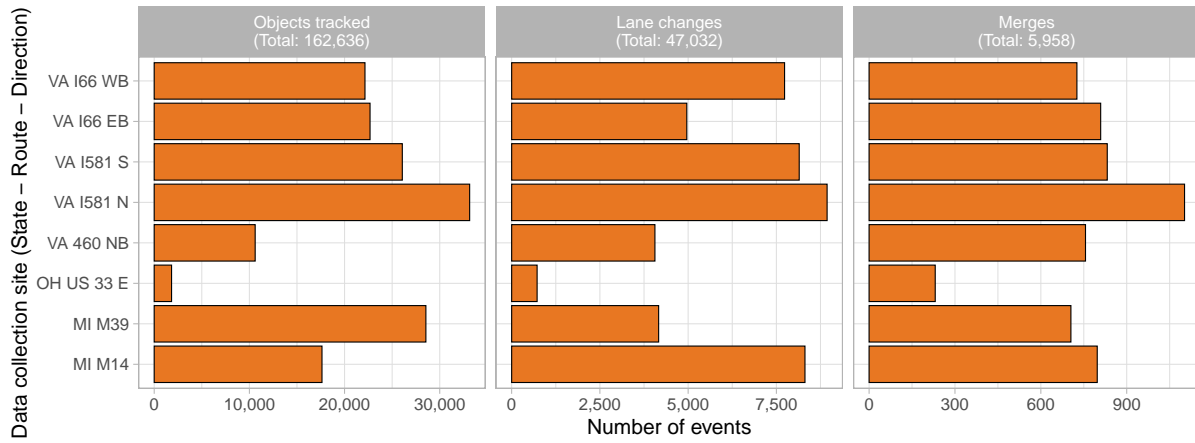 Objects tracked
(Total: 162,636)
Lane changes
(Total: 47,032)
Merges
(Total: 5,958)
Data collection site (State − Route − Direction)
VA I66 WB
VA I66 EB
VA I581 S
VA I581 N
VA 460 NB
OH US 33 E
MI M39
MI M14
0 10,000 20,000 30,000
0 2,500 5,000 7,500
0 300 600 900
Number of events